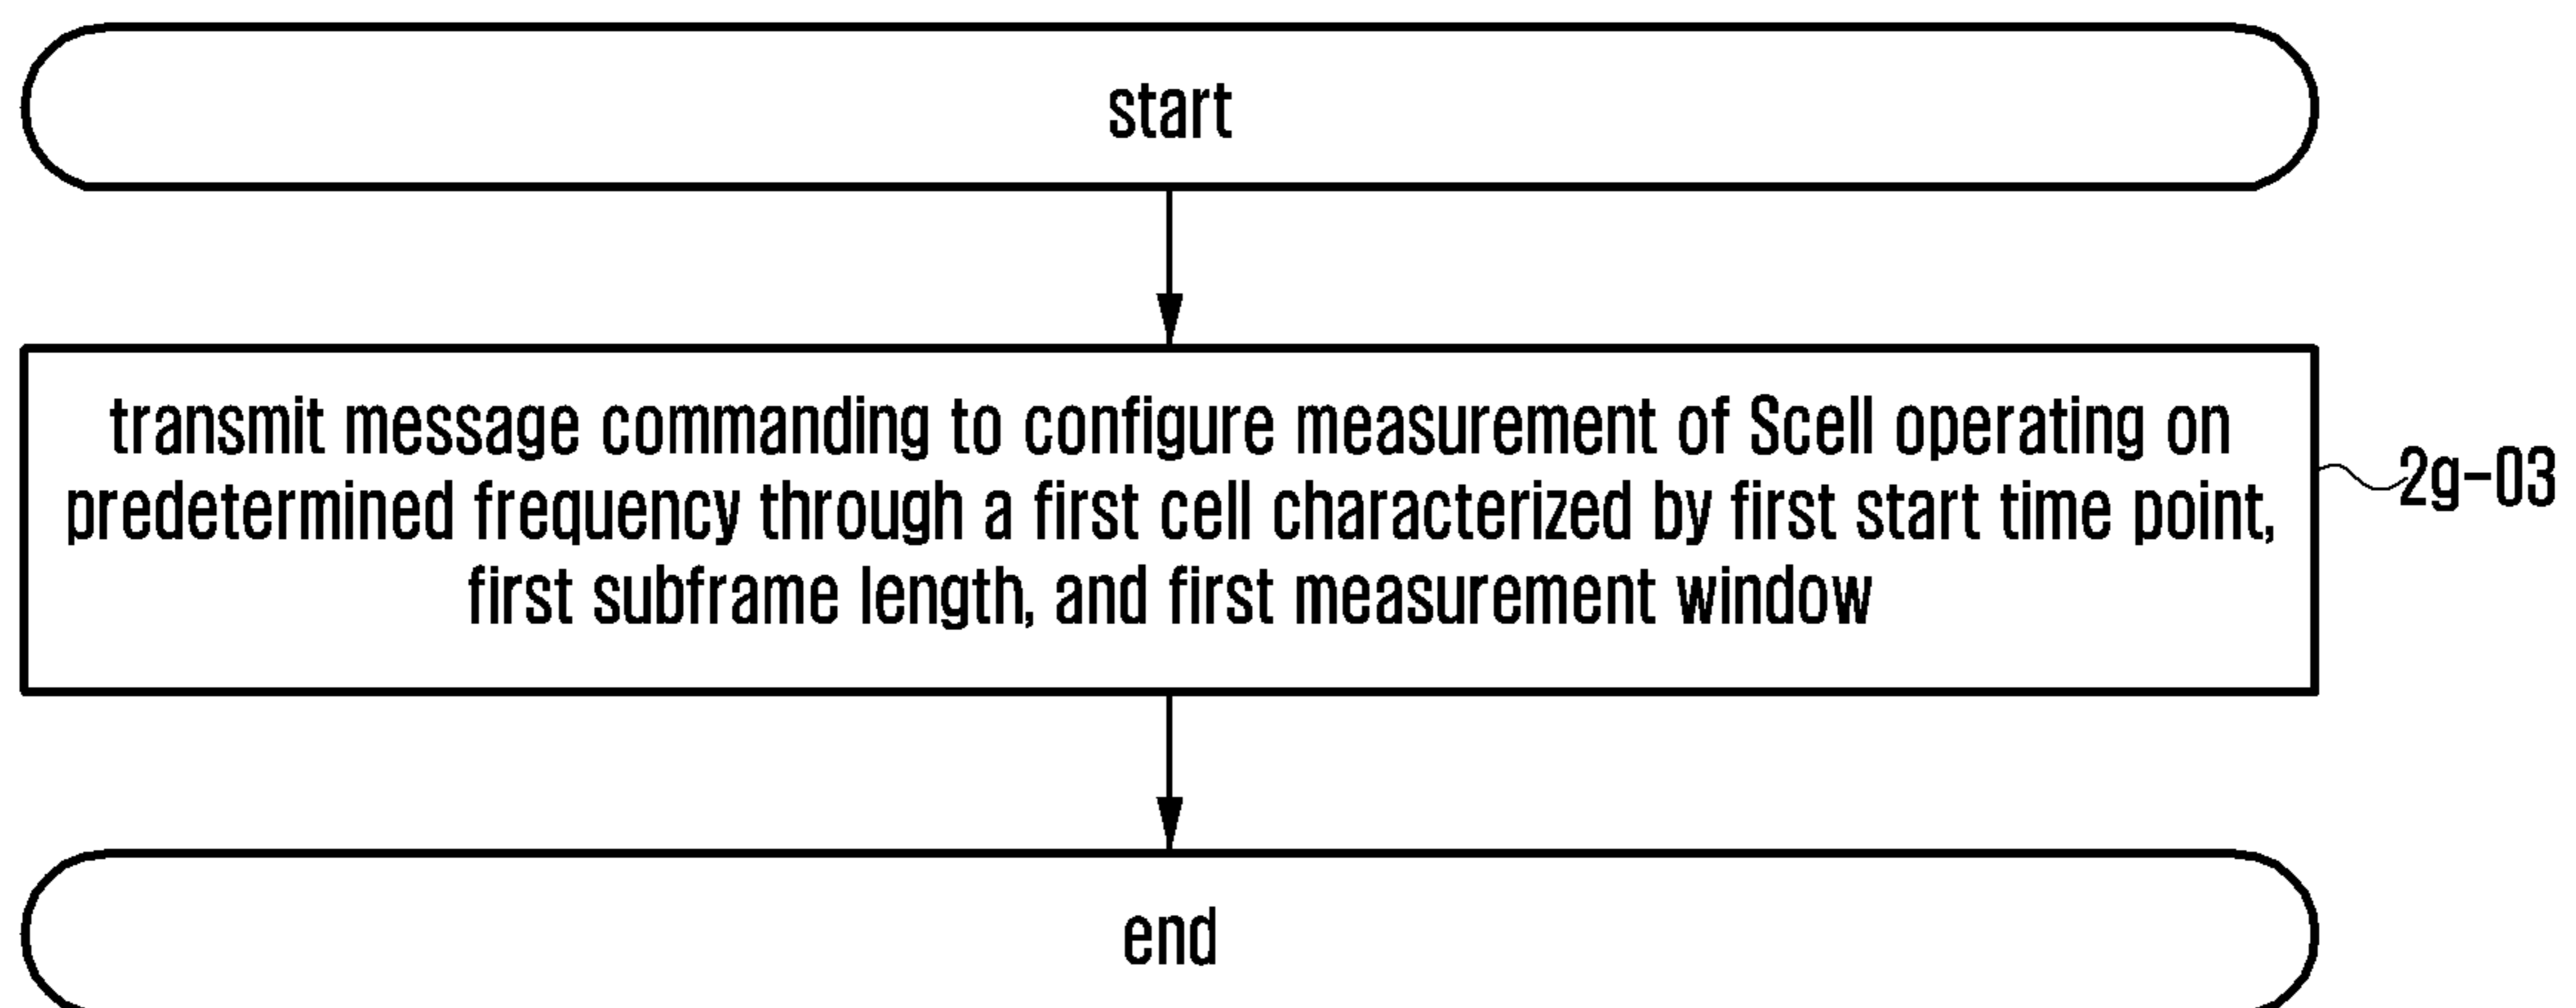 start
transmit message commanding to configure measurement of Scell operating on
predetermined frequency through a first cell characterized by first start time point,
first subframe length, and first measurement window
2g-03
end